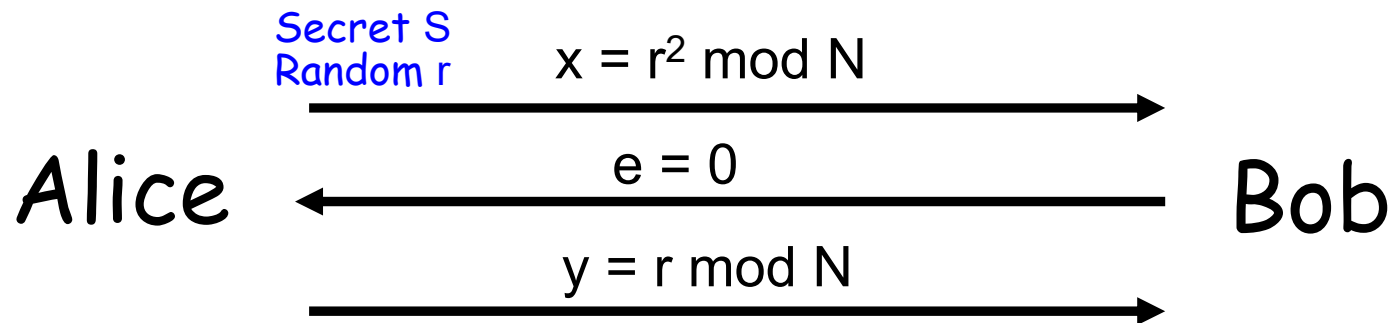 Secret S
Random r
x = r² mod N
Alice
e = 0
Bob
y = r mod N